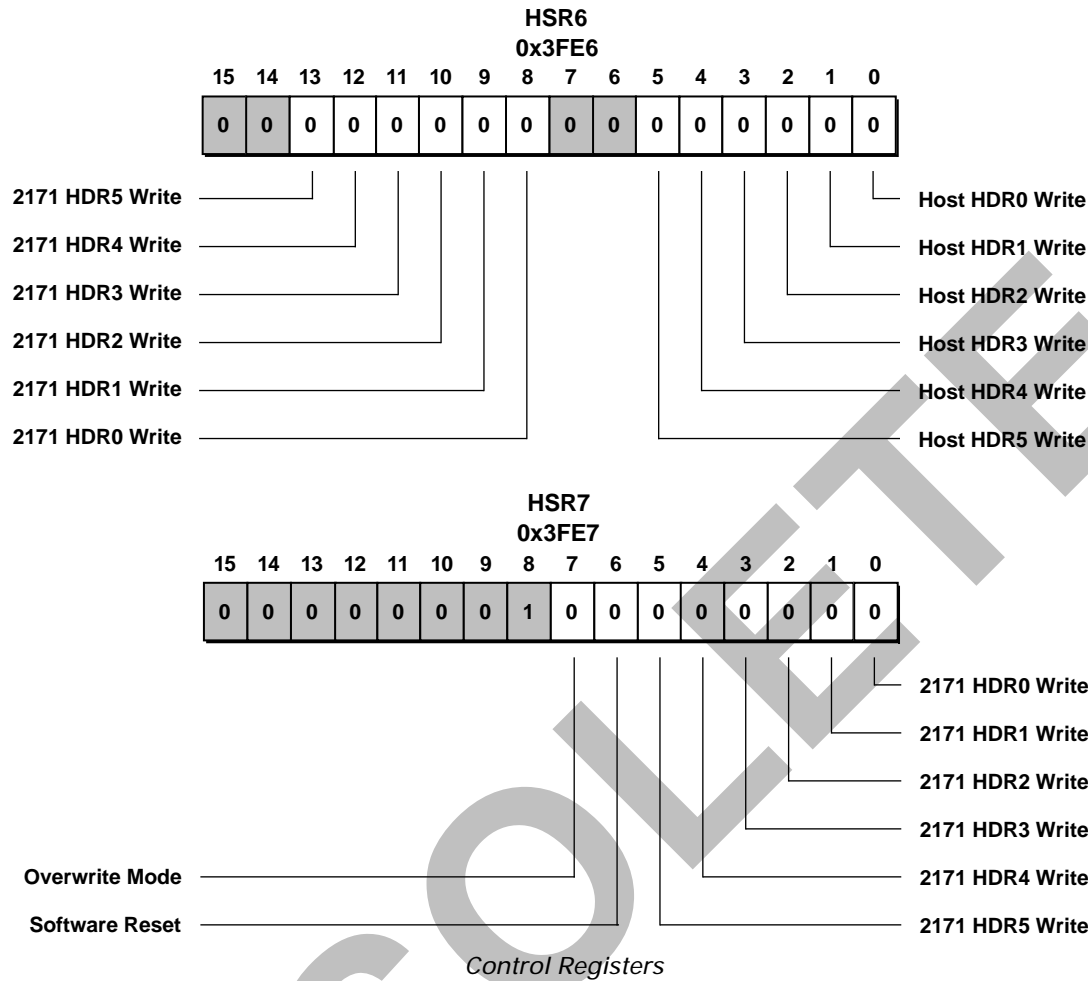 HSR6
0x3FE6
15 14 13 12 11 10 9 8 7 6 5 4 3 2 1 0
0 0 0 0 0 0 0 0 0 0 0 0 0 0 0 0
2171 HDR5 Write Host HDR0 Write
2171 HDR4 Write Host HDR1 Write
2171 HDR3 Write Host HDR2 Write
2171 HDR2 Write Host HDR3 Write
2171 HDR1 Write Host HDR4 Write
2171 HDR0 Write Host HDR5 Write
HSR7
0x3FE7
15 14 13 12 11 10 9 8 7 6 5 4 3 2 1 0
0 0 0 0 0 0 0 1 0 0 0 0 0 0 0 0
2171 HDR0 Write
2171 HDR1 Write
2171 HDR2 Write
2171 HDR3 Write
Overwrite Mode 2171 HDR4 Write
Software Reset 2171 HDR5 Write
Control Registers
SOLETE